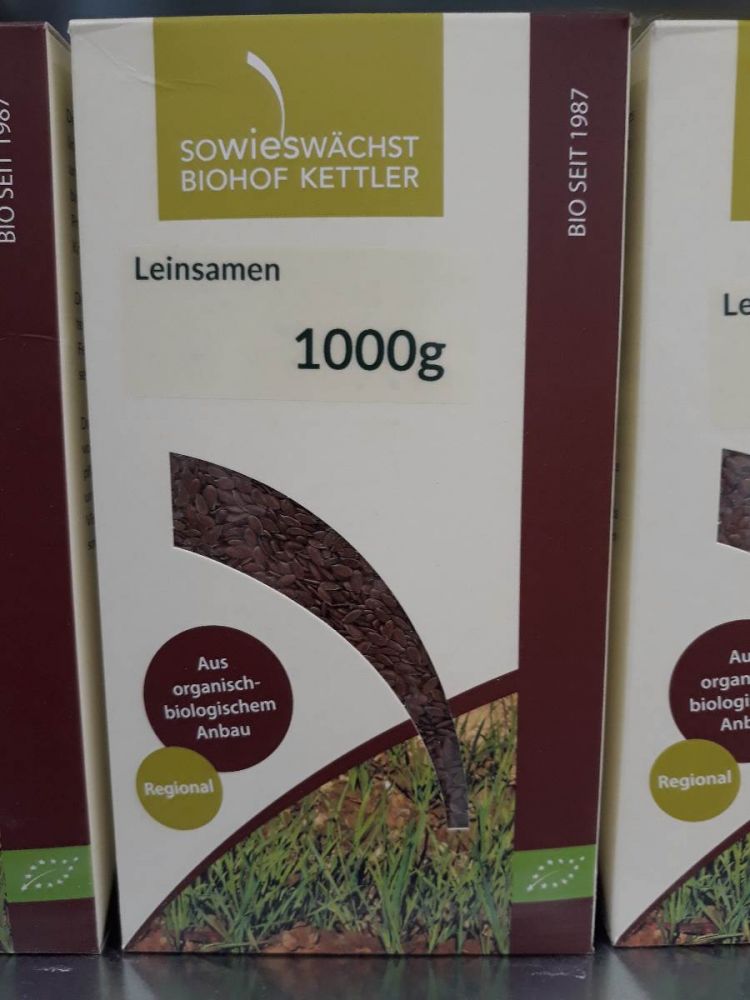 SOwiesWÄCHST
BIOHOF KETTLER
BIO SEIT 1987
Leinsamen
1000g
Aus
organisch-
biologischem
Anbau
Regional
BIO SEIT 1987
Le
Au
organ
biologi
Anb
Regional